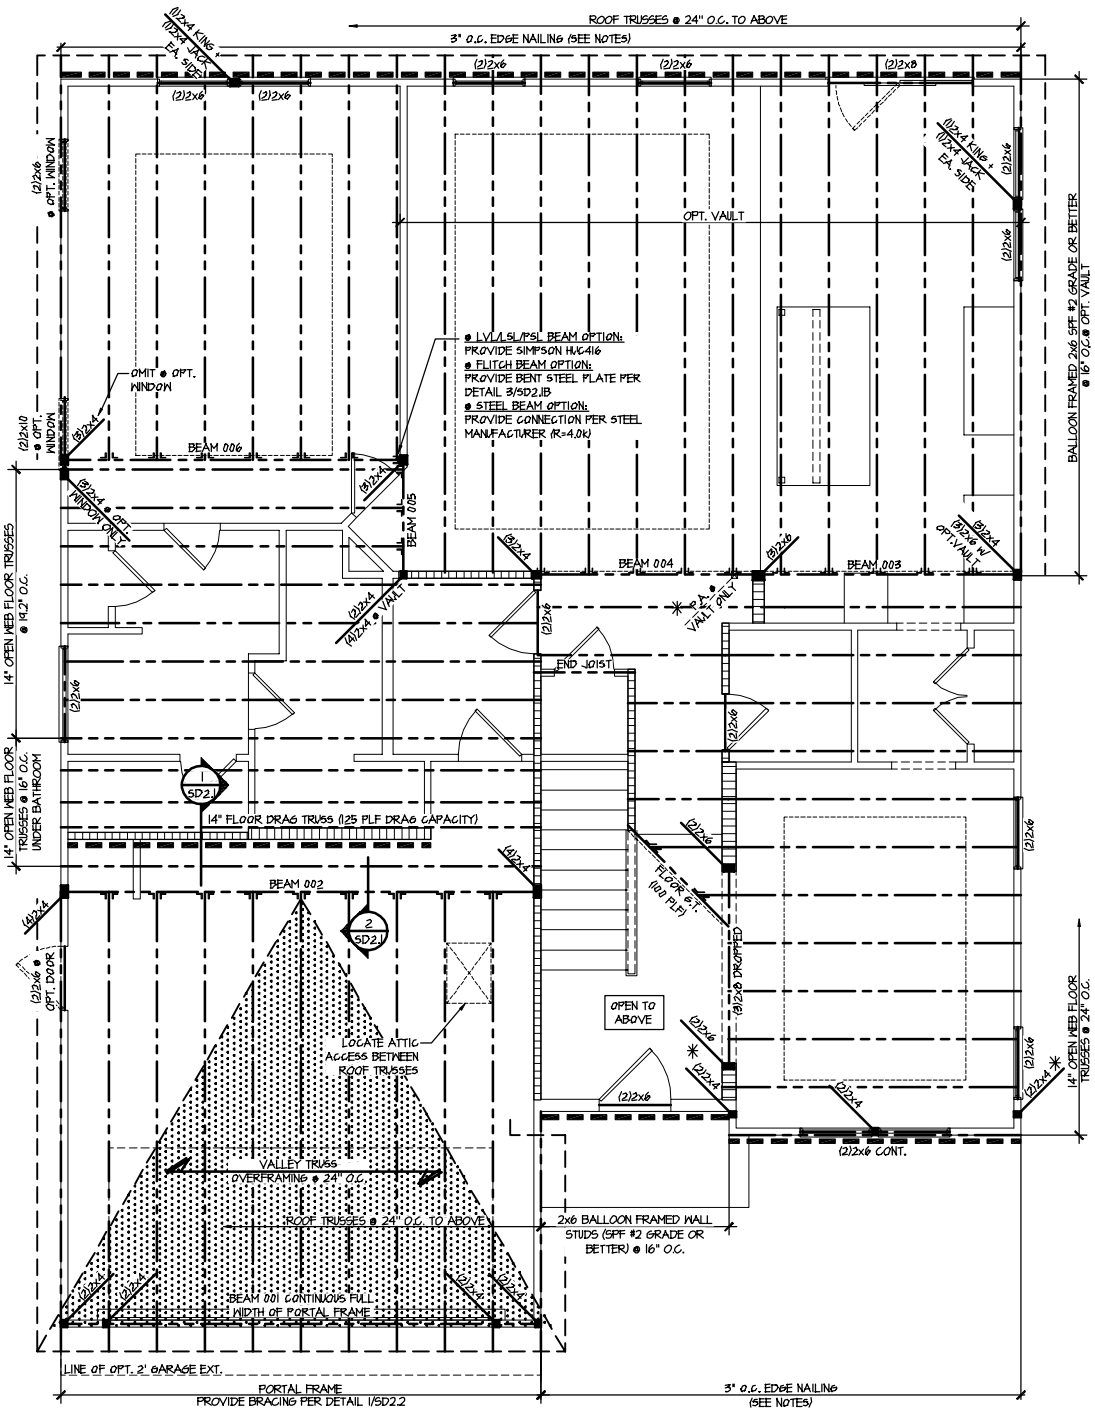 ROOF TRUSSES @ 24" O.C. TO ABOVE
3" O.C. EDGE NAILING (SEE NOTES)
(1)2x4 KING +
(1)2x4 JACK
EA. SIDE
(2)2x6
(2)2x6
(2)2x6
(2)2x6
(2)2x8
(2)2x6
@ OPT. WINDOW
(1)2x4 KING +
(1)2x4 JACK
EA. SIDE
(2)2x6
(2)2x6
OPT. VAULT
BALLOON FRAMED 2x6 SPF #2 GRADE OR BETTER
@ 16" O.C.@ OPT. VAULT
@ LVL/LSL/PSL BEAM OPTION:
PROVIDE SIMPSON HUC416
@ FLITCH BEAM OPTION:
PROVIDE BENT STEEL PLATE PER
DETAIL 3/SD2.1B
@ STEEL BEAM OPTION:
PROVIDE CONNECTION PER STEEL
MANUFACTURER (R=4.0k)
OMIT @ OPT.
WINDOW
(2)2x10
@ OPT.
WINDOW
(3)2x4
BEAM 006
(3)2x4
(3)2x4 @ OPT.
WINDOW ONLY
BEAM 005
14" OPEN WEB FLOOR TRUSSES
@ 19.2" O.C.
(3)2x4
BEAM 004
(3)2x6
BEAM 003
(3)2x4
(3)2x6 W/
OPT.VAULT
(2)2x4
(4)2x4 @ VAULT
P.A. @
VAULT ONLY
(2)2x6
END JOIST
(2)2x6
(2)2x6
14" OPEN WEB FLOOR
TRUSSES @ 16" O.C.
UNDER BATHROOM
1
SD2.1
14" FLOOR DRAG TRUSS (125 PLF DRAG CAPACITY)
(2)2x6
(2)2x6
(4)2x4
BEAM 002
FLOOR G.T.
(100 PLF)
(4)2x4
2
SD2.1
(3)2x8 DROPPED
(2)2x6 @
OPT. DOOR
OPEN TO
ABOVE
LOCATE ATTIC
ACCESS BETWEEN
ROOF TRUSSES
(2)2x6
(2)2x4
(2)2x6
(2)2x6
(2)2x4
(2)2x4
14" OPEN WEB FLOOR
TRUSSES @ 24" O.C.
(2)2x6 CONT.
VALLEY TRUSS
OVERFRAMING @ 24" O.C.
ROOF TRUSSES @ 24" O.C. TO ABOVE
2x6 BALLOON FRAMED WALL
STUDS (SPF #2 GRADE OR
BETTER) @ 16" O.C.
(2)2x4
(2)2x4
(2)2x4
(2)2x4
BEAM 001 CONTINUOUS FULL
WIDTH OF PORTAL FRAME
LINE OF OPT. 2' GARAGE EXT.
PORTAL FRAME
PROVIDE BRACING PER DETAIL 1/SD2.2
3" O.C. EDGE NAILING
(SEE NOTES)